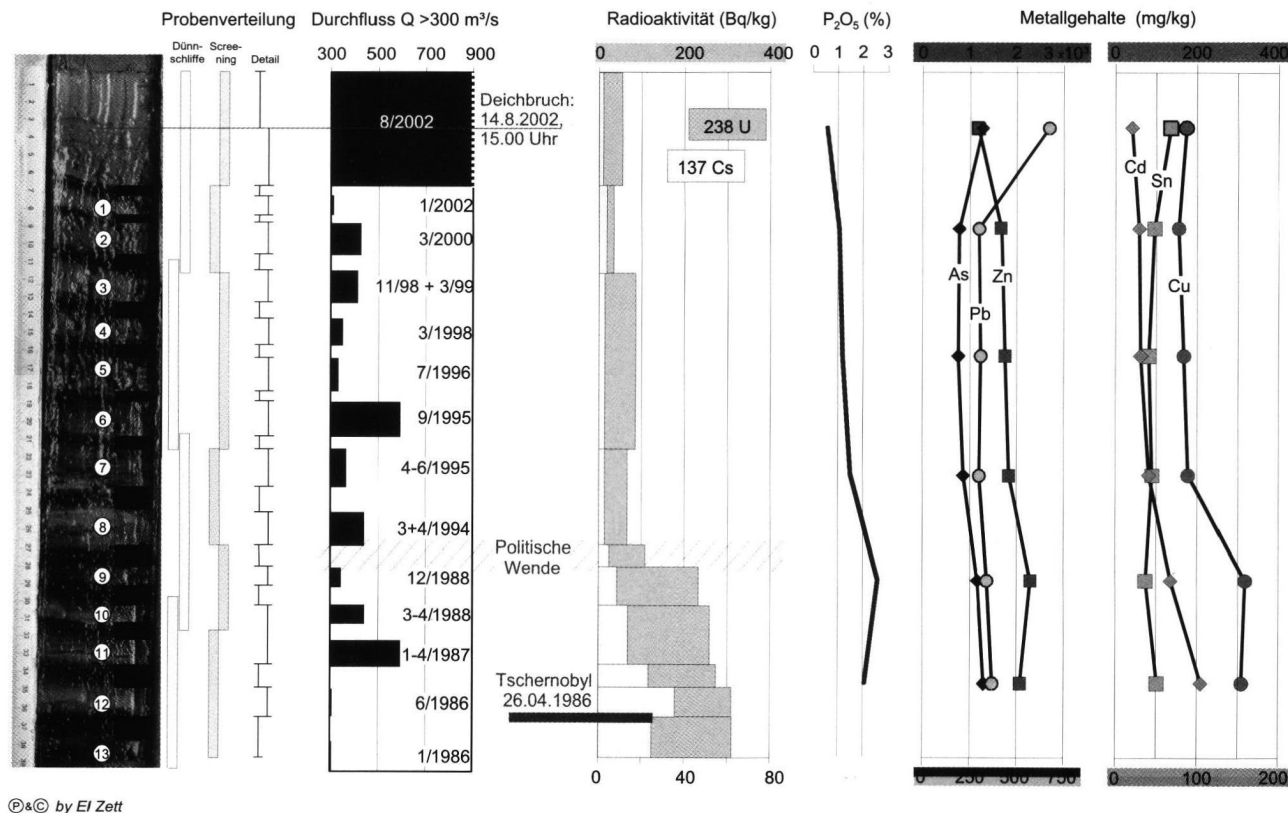 Probenverteilung
Durchfluss Q >300 m³/s
Radioaktivität (Bq/kg)
P₂O₅ (%)
Metallgehalte (mg/kg)
Dünn-
schliffe
Scree-
ning
Detail
300 500 700 900
0 200 400
0 1 2 3
0 1 2
0 100 200 300 400
8/2002
Deichbruch:
14.8.2002,
15.00 Uhr
238 U
137 Cs
Cd
Sn
1
1/2002
2
3/2000
As
Zn
Cu
3
11/98 + 3/99
Pb
4
3/1998
5
7/1996
6
9/1995
7
4-6/1995
8
3+4/1994
Politische
Wende
9
12/1988
10
3-4/1988
11
1-4/1987
Tschernobyl
26.04.1986
12
6/1986
13
1/1986
0 40 80
0 250 500 750
0 100 200
Ⓟ&© by El Zett